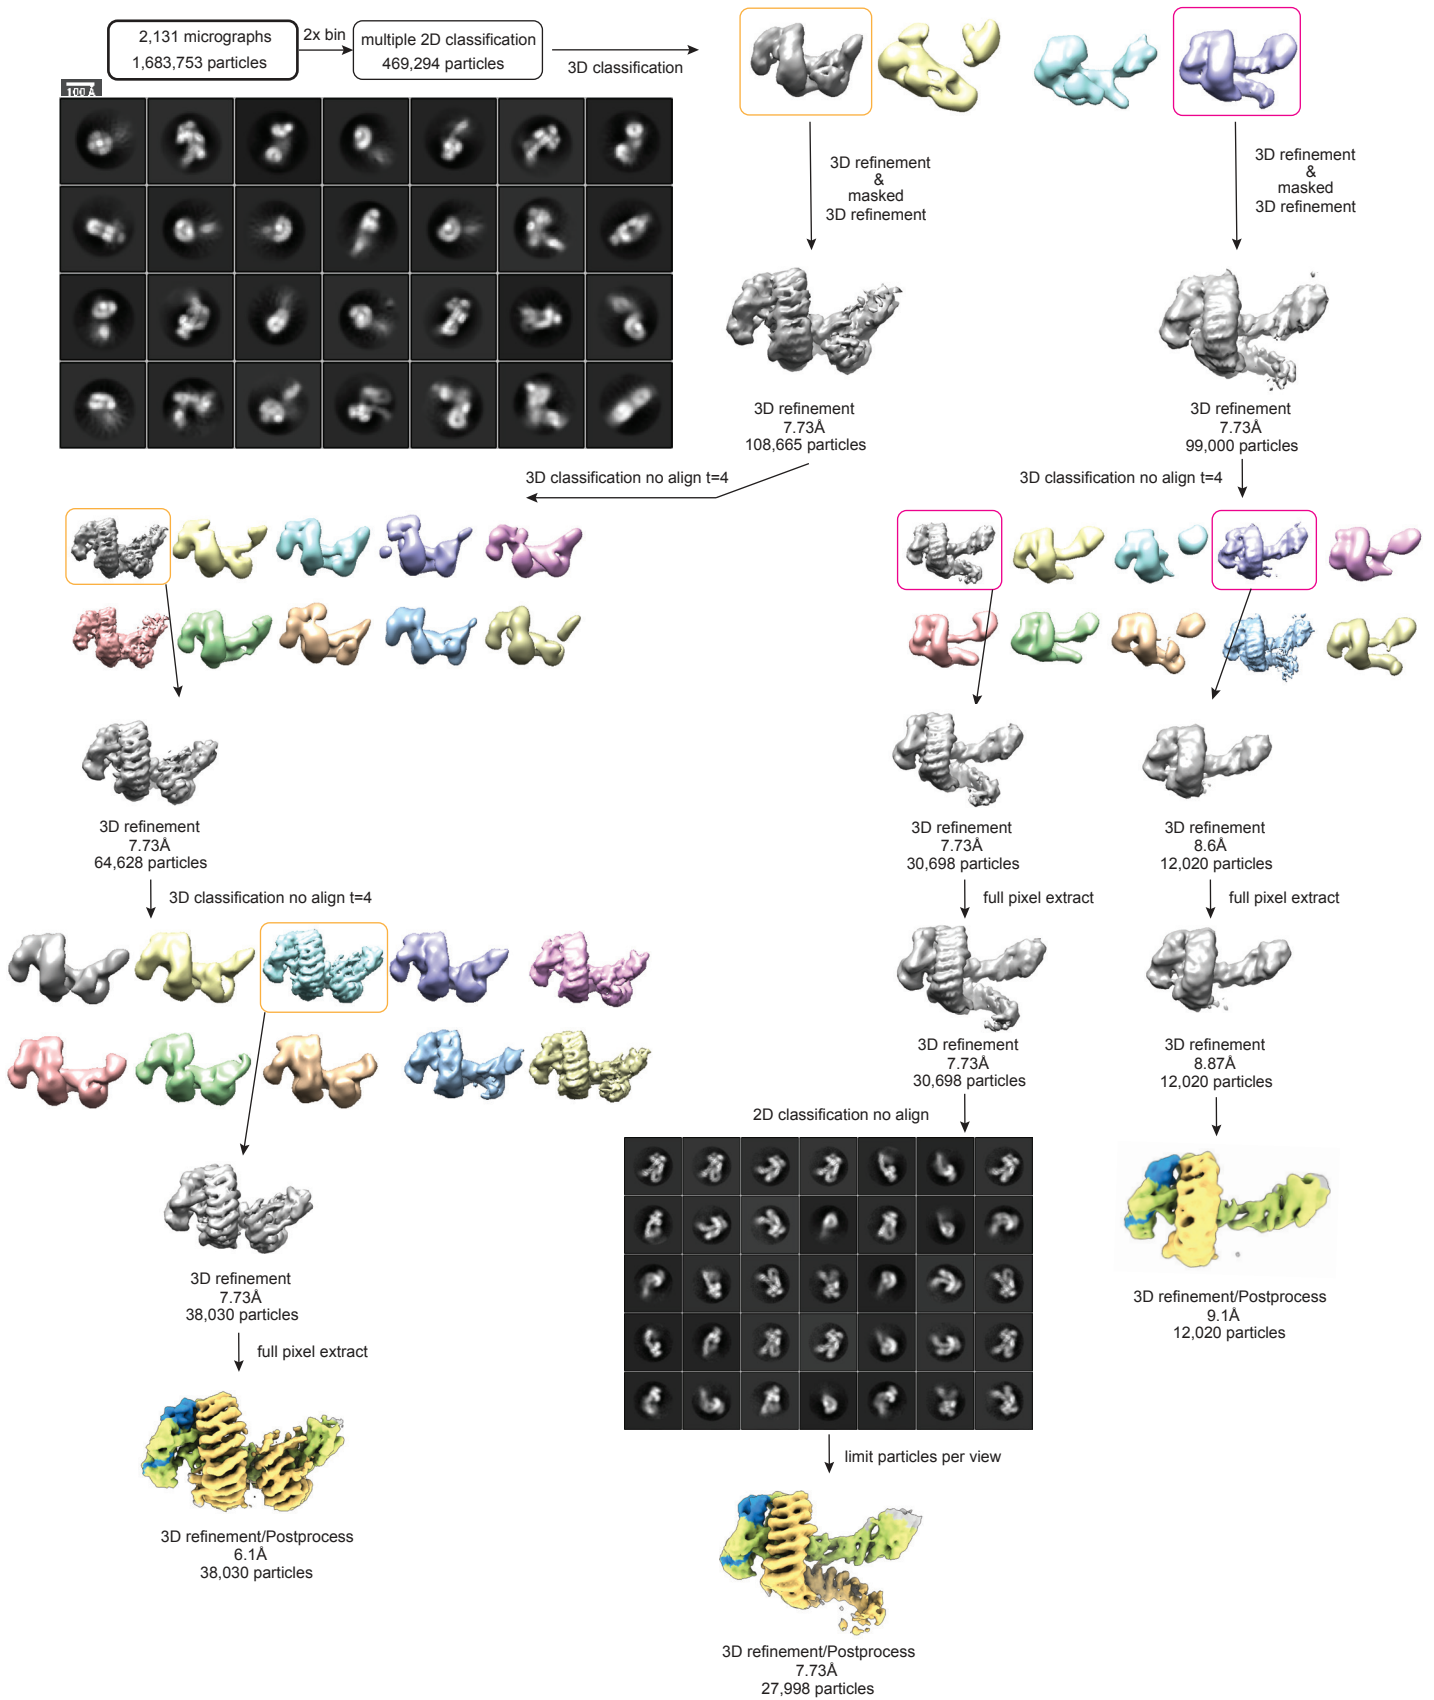 2,131 micrographs
1,683,753 particles
2x bin
multiple 2D classification
469,294 particles
3D classification
100 Å
3D refinement
&
masked
3D refinement
3D refinement
&
masked
3D refinement
3D refinement
7.73Å
108,665 particles
3D refinement
7.73Å
99,000 particles
3D classification no align t=4
3D classification no align t=4
3D refinement
7.73Å
64,628 particles
3D refinement
7.73Å
30,698 particles
3D refinement
8.6Å
12,020 particles
3D classification no align t=4
full pixel extract
full pixel extract
3D refinement
7.73Å
30,698 particles
3D refinement
8.87Å
12,020 particles
2D classification no align
3D refinement
7.73Å
38,030 particles
full pixel extract
3D refinement/Postprocess
9.1Å
12,020 particles
limit particles per view
3D refinement/Postprocess
6.1Å
38,030 particles
3D refinement/Postprocess
7.73Å
27,998 particles